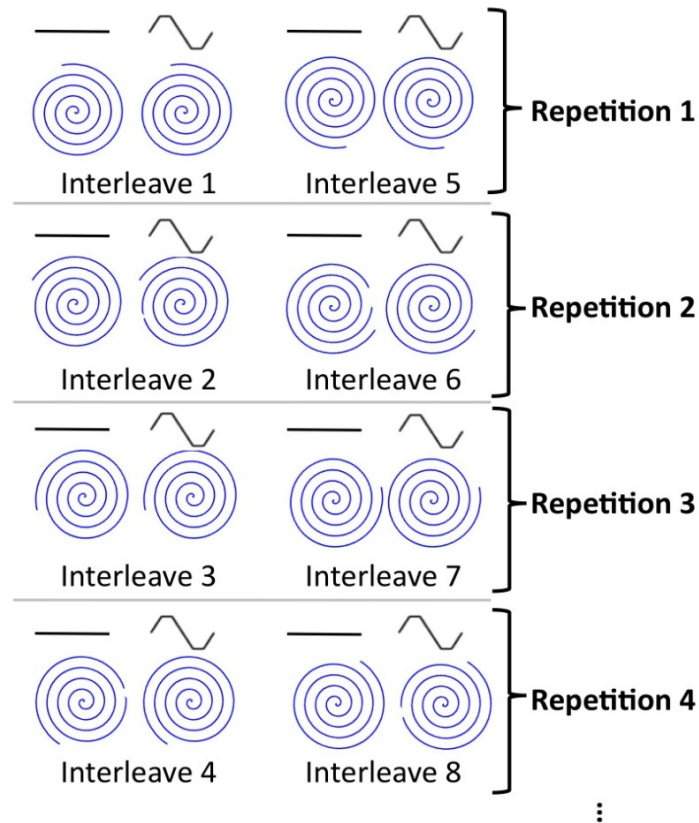 Interleave 1 Interleave 5
Repetition 1
Interleave 2 Interleave 6
Repetition 2
Interleave 3 Interleave 7
Repetition 3
Interleave 4 Interleave 8
Repetition 4
⋮